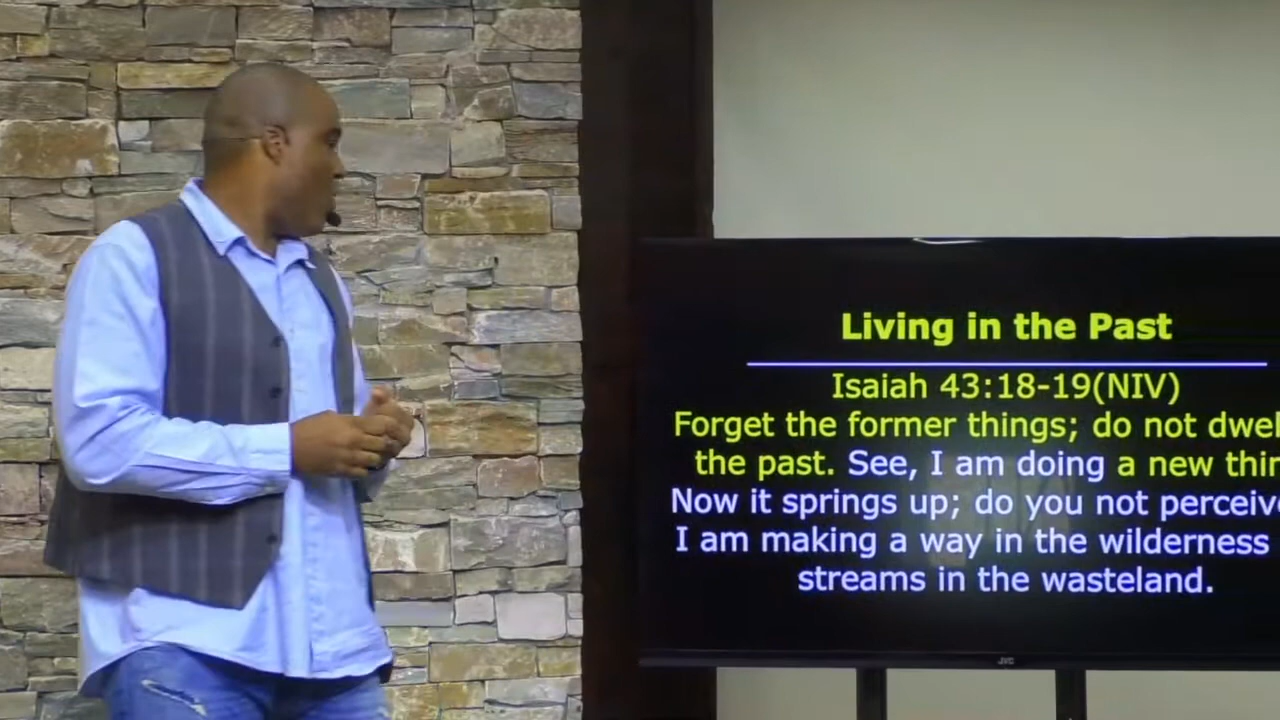 Living in the Past
Isaiah 43:18-19(NIV)
Forget the former things; do not dwel
the past. See, I am doing a new thin
Now it springs up; do you not perceive
I am making a way in the wilderness
streams in the wasteland.
JVC